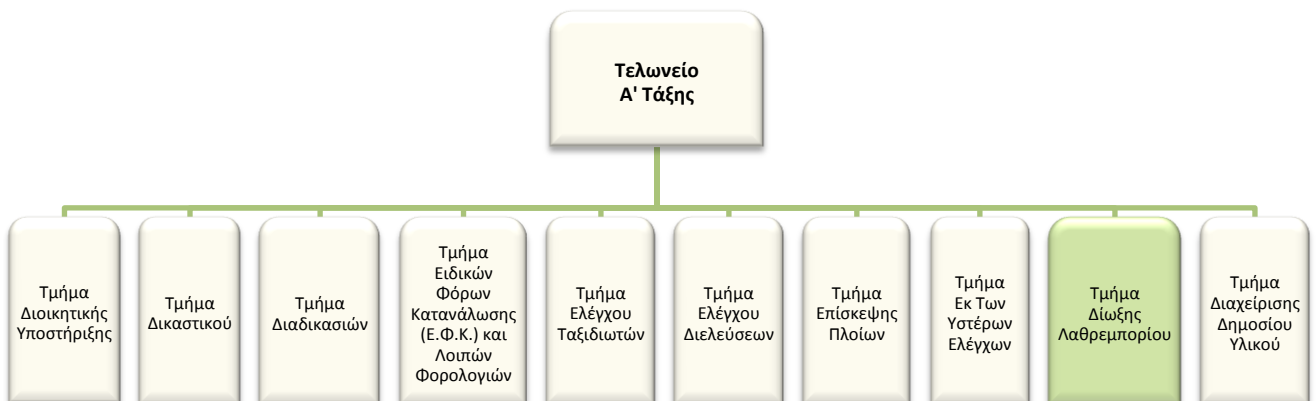 Τελωνείο
Α' Τάξης
Τμήμα
Διοικητικής
Υποστήριξης
Τμήμα
Δικαστικού
Τμήμα
Διαδικασιών
Τμήμα
Ειδικών
Φόρων
Κατανάλωσης
(Ε.Φ.Κ.) και
Λοιπών
Φορολογιών
Τμήμα
Ελέγχου
Ταξιδιωτών
Τμήμα
Ελέγχου
Διελεύσεων
Τμήμα
Επίσκεψης
Πλοίων
Τμήμα
Εκ Των
Υστέρων
Ελέγχων
Τμήμα
Δίωξης
Λαθρεμπορίου
Τμήμα
Διαχείρισης
Δημοσίου
Υλικού